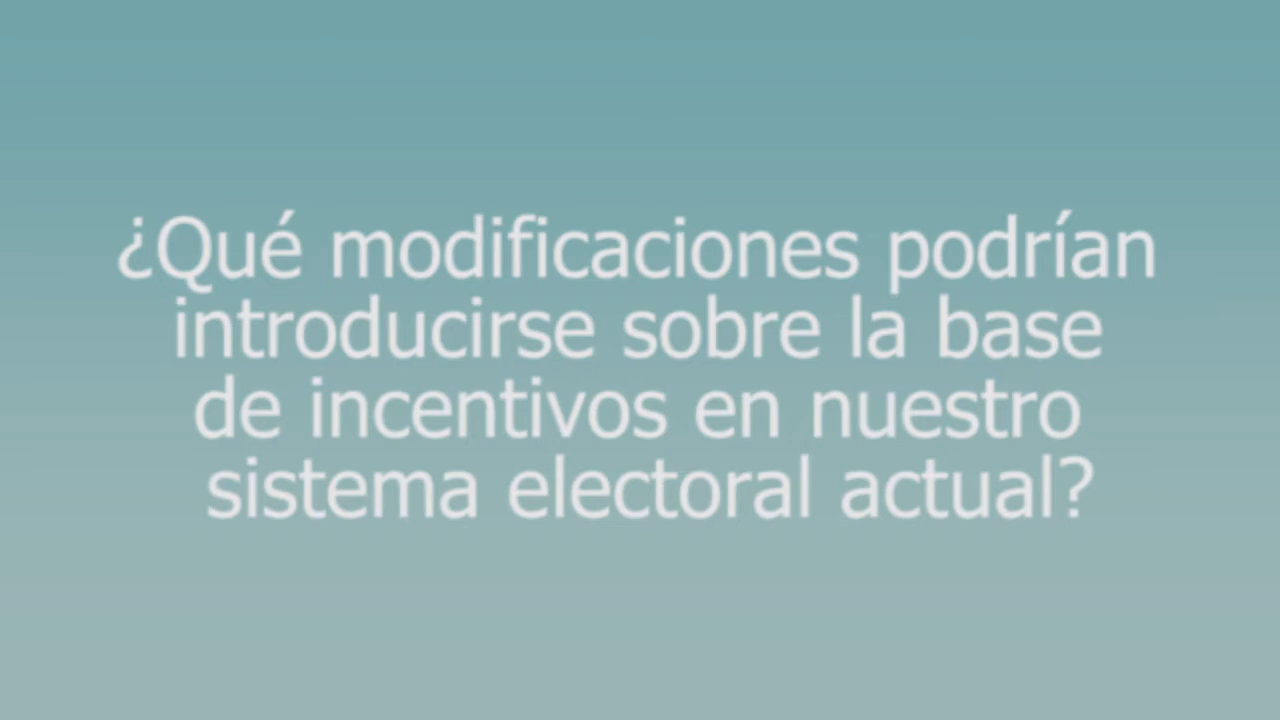 ¿Qué modificaciones podrían
introducirse sobre la base
de incentivos en nuestro
sistema electoral actual?